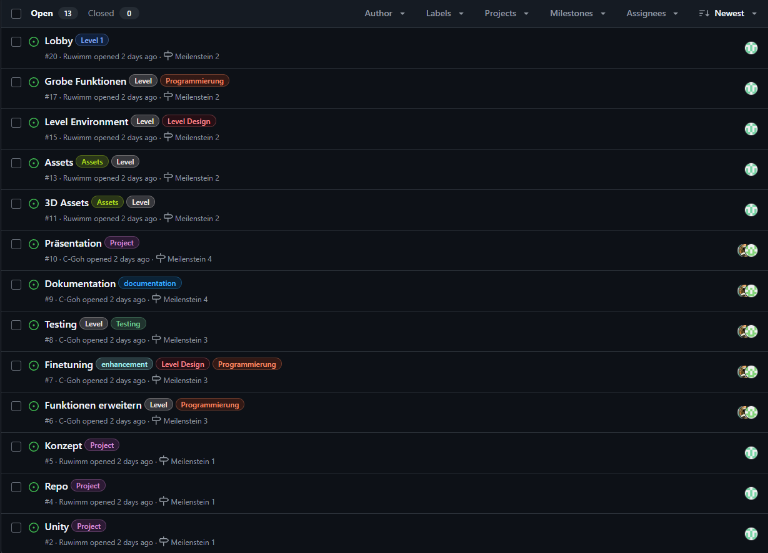 Open 13 Closed 0 Author Labels Projects Milestones Assignees Newest
Lobby Level 1
#20 · Ruwimm opened 2 days ago · Meilenstein 2
Grobe Funktionen Level Programmierung
#17 · Ruwimm opened 2 days ago · Meilenstein 2
Level Environment Level Level Design
#15 · Ruwimm opened 2 days ago · Meilenstein 2
Assets Assets Level
#13 · Ruwimm opened 2 days ago · Meilenstein 2
3D Assets Assets Level
#11 · Ruwimm opened 2 days ago · Meilenstein 2
Präsentation Project
#10 · C-Goh opened 2 days ago · Meilenstein 4
Dokumentation documentation
#9 · C-Goh opened 2 days ago · Meilenstein 4
Testing Level Testing
#8 · C-Goh opened 2 days ago · Meilenstein 3
Finetuning enhancement Level Design Programmierung
#7 · C-Goh opened 2 days ago · Meilenstein 3
Funktionen erweitern Level Programmierung
#6 · C-Goh opened 2 days ago · Meilenstein 3
Konzept Project
#5 · Ruwimm opened 2 days ago · Meilenstein 1
Repo Project
#4 · Ruwimm opened 2 days ago · Meilenstein 1
Unity Project
#2 · Ruwimm opened 2 days ago · Meilenstein 1